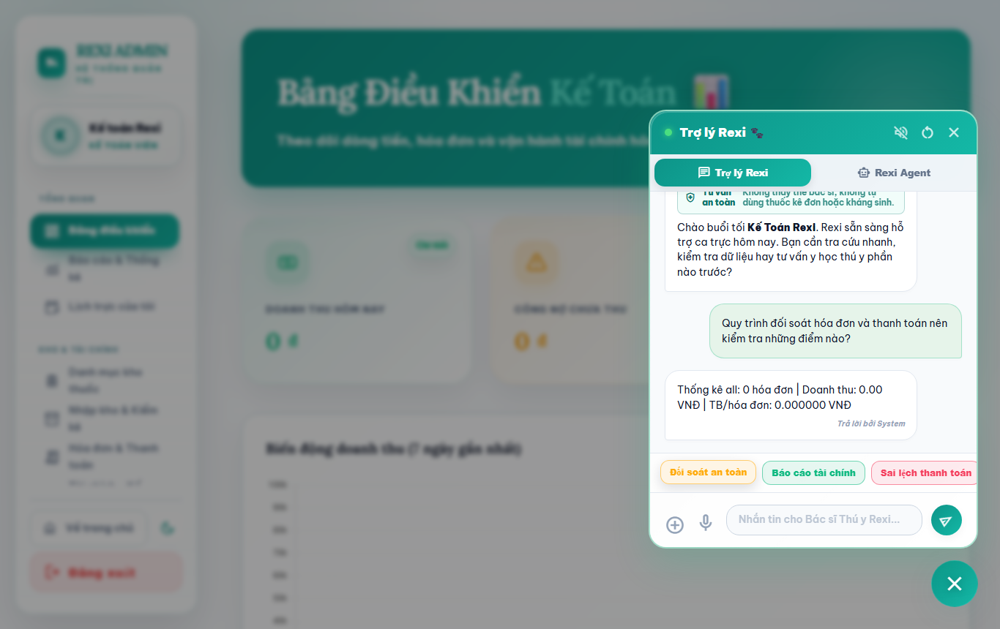 REXI ADMIN
HỆ THỐNG QUẢN
TRỊ
Kế toán Rexi
KẾ TOÁN VIÊN
TỔNG QUAN
Bảng điều khiển
Báo cáo & Thống
kê
Lịch trực của tôi
KHO & TÀI CHÍNH
Danh mục kho
thuốc
Nhập kho & Kiểm
kê
Hóa đơn & Thanh
toán
Về trang chủ
Đăng xuất
Bảng Điều Khiển Kế Toán 📊
Theo dõi dòng tiền, hóa đơn và vận hành tài chính
DOANH THU HÔM NAY
0 đ
CÔNG NỢ CHƯA THU
0 đ
Biến động doanh thu (7 ngày gần nhất)
Trợ lý Rexi 🐾
Trợ lý Rexi
Rexi Agent
Tư vấn Không thay thế bác sĩ, không tự
an toàn dùng thuốc kê đơn hoặc kháng sinh.
Chào buổi tối Kế Toán Rexi. Rexi sẵn sàng hỗ
trợ ca trực hôm nay. Bạn cần tra cứu nhanh,
kiểm tra dữ liệu hay tư vấn y học thú y phần
nào trước?
Quy trình đối soát hóa đơn và thanh toán nên
kiểm tra những điểm nào?
Thống kê all: 0 hóa đơn | Doanh thu: 0.00
VNĐ | TB/hóa đơn: 0.000000 VNĐ
Trả lời bởi System
Đối soát an toàn
Báo cáo tài chính
Sai lệch thanh toán
Nhắn tin cho Bác sĩ Thú y Rexi...